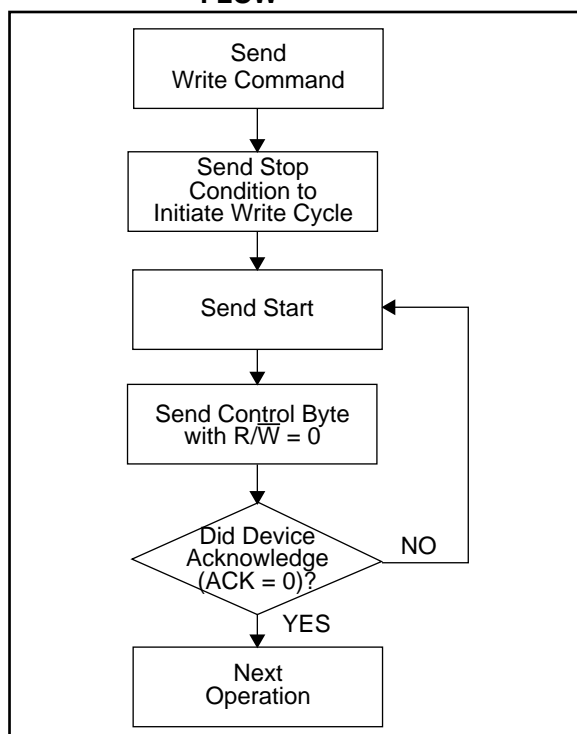 Send
Write Command
Send Stop
Condition to
Initiate Write Cycle
Send Start
Send Control Byte
with R/W̅ = 0
Did Device
Acknowledge
(ACK = 0)?
NO
YES
Next
Operation